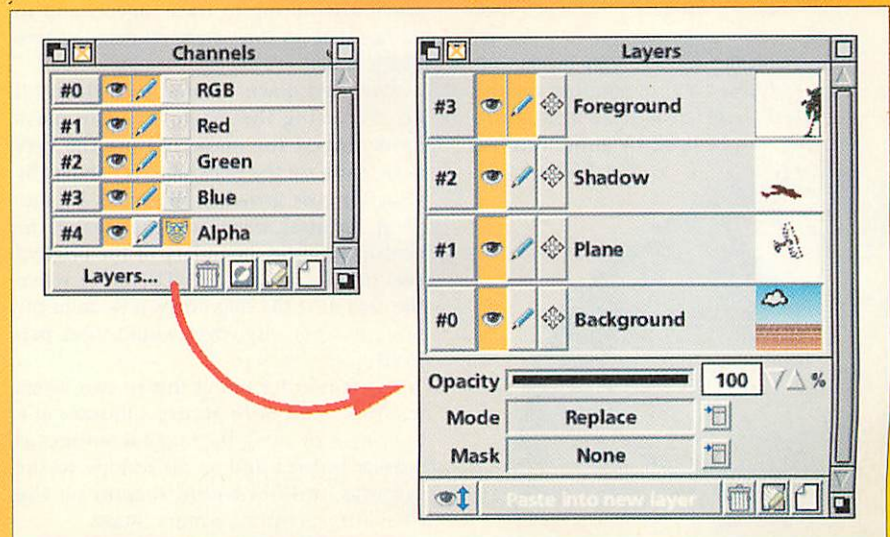 Channels
#0 RGB
#1 Red
#2 Green
#3 Blue
#4 Alpha
Layers...
Layers
#3 Foreground
#2 Shadow
#1 Plane
#0 Background
Opacity 100 %
Mode Replace
Mask None
Paste into new layer